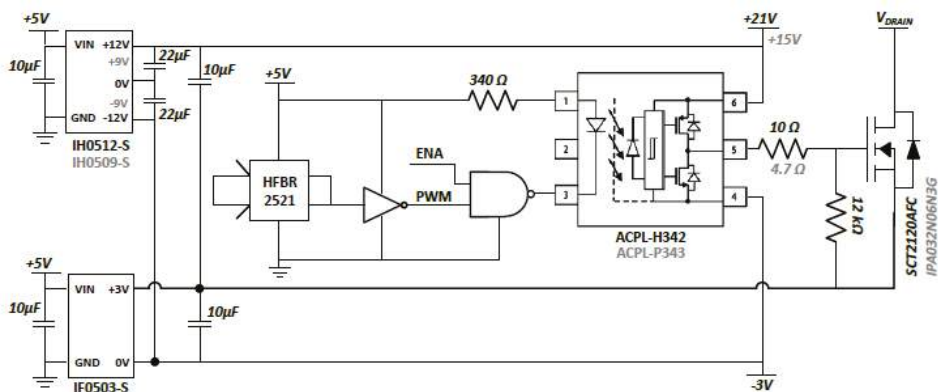 +5V
VIN +12V
+9V
0V
-9V
GND -12V
10µF
22µF
22µF
10µF
IH0512-S
IH0509-S
+5V
HFBR
2521
ENA
PWM
340 Ω
1
2
3
6
5
4
ACPL-H342
ACPL-P343
+21V
+15V
10 Ω
4.7 Ω
12 kΩ
V_DRAIN
SCT2120AFC
IPA032N06N3G
+5V
VIN +3V
10µF
GND 0V
10µF
IF0503-S
-3V